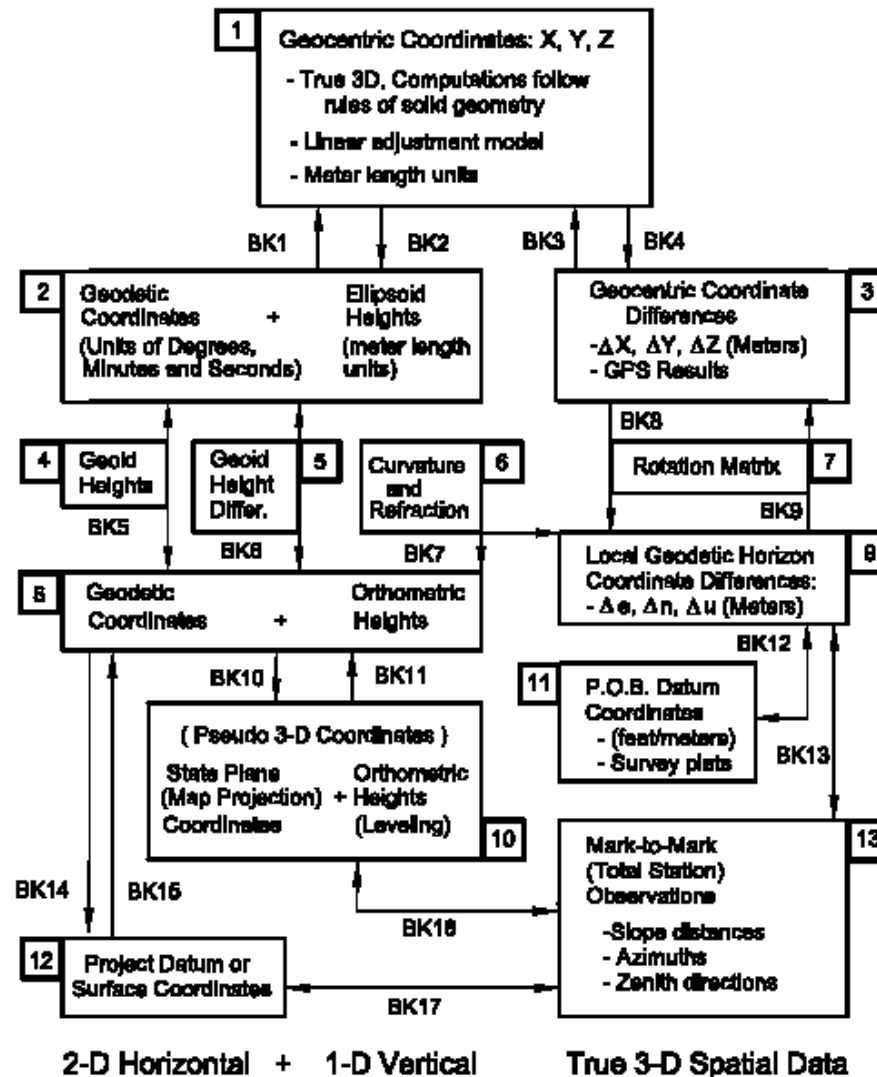 1
Geocentric Coordinates: X, Y, Z
- True 3D, Computations follow
rules of solid geometry
- Linear adjustment model
- Meter length units
BK1
BK2
BK3
BK4
2
Geodetic
Coordinates
(Units of Degrees,
Minutes and Seconds)
+
Ellipsoid
Heights
(meter length
units)
3
Geocentric Coordinate
Differences
-ΔX, ΔY, ΔZ (Meters)
- GPS Results
4
Geoid
Heights
BK5
5
Geoid
Height
Differ.
BK6
6
Curvature
and
Refraction
BK7
BK8
Rotation Matrix
7
BK9
8
Geodetic
Coordinates
+
Orthometric
Heights
9
Local Geodetic Horizon
Coordinate Differences:
- Δe, Δn, Δu (Meters)
BK10
BK11
BK12
11
P.O.B. Datum
Coordinates
- (feet/meters)
- Survey plats
BK13
( Pseudo 3-D Coordinates )
State Plane
(Map Projection)
Coordinates
+
Orthometric
Heights
(Leveling)
10
13
Mark-to-Mark
(Total Station)
Observations
-Slope distances
- Azimuths
- Zenith directions
BK14
BK15
BK16
12
Project Datum or
Surface Coordinates
BK17
2-D Horizontal + 1-D Vertical
True 3-D Spatial Data